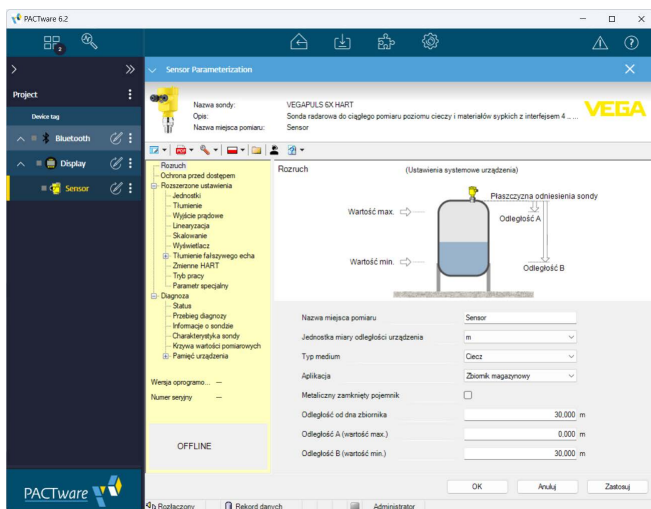 PACTware 6.2
2
Sensor Parameterization
Project
Device tag
Bluetooth
Display
Sensor
Nazwa sondy: VEGAPULS 6X HART
Opis: Sonda radarowa do ciągłego pomiaru poziomu cieczy i materiałów sypkich z interfejsem 4 ... ...
Nazwa miejsca pomiaru: Sensor
VEGA
Rozruch
Ochrona przed dostępem
Rozszerzone ustawienia
Jednostki
Tłumienie
Wyjście prądowe
Linearyzacja
Skalowanie
Wyświetlacz
Tłumienie fałszywego echa
Zmienne HART
Tryb pracy
Parametr specjalny
Diagnoza
Status
Przebieg diagnozy
Informacje o sondzie
Charakterystyka sondy
Krzywa wartości pomiarowych
Pamięć urządzenia
Wersja oprogramo... —
Numer seryjny —
OFFLINE
Rozruch (Ustawienia systemowe urządzenia)
Płaszczyzna odniesienia sondy
Wartość max.
Odległość A
Wartość min.
Odległość B
Nazwa miejsca pomiaru Sensor
Jednostka miary odległości urządzenia m
Typ medium Ciecz
Aplikacja Zbiornik magazynowy
Metaliczny zamknięty pojemnik
Odległość od dna zbiornika 30,000 m
Odległość A (wartość max.) 0,000 m
Odległość B (wartość min.) 30,000 m
OK Anuluj Zastosuj
PACTware
Rozłączony Rekord danych Administrator